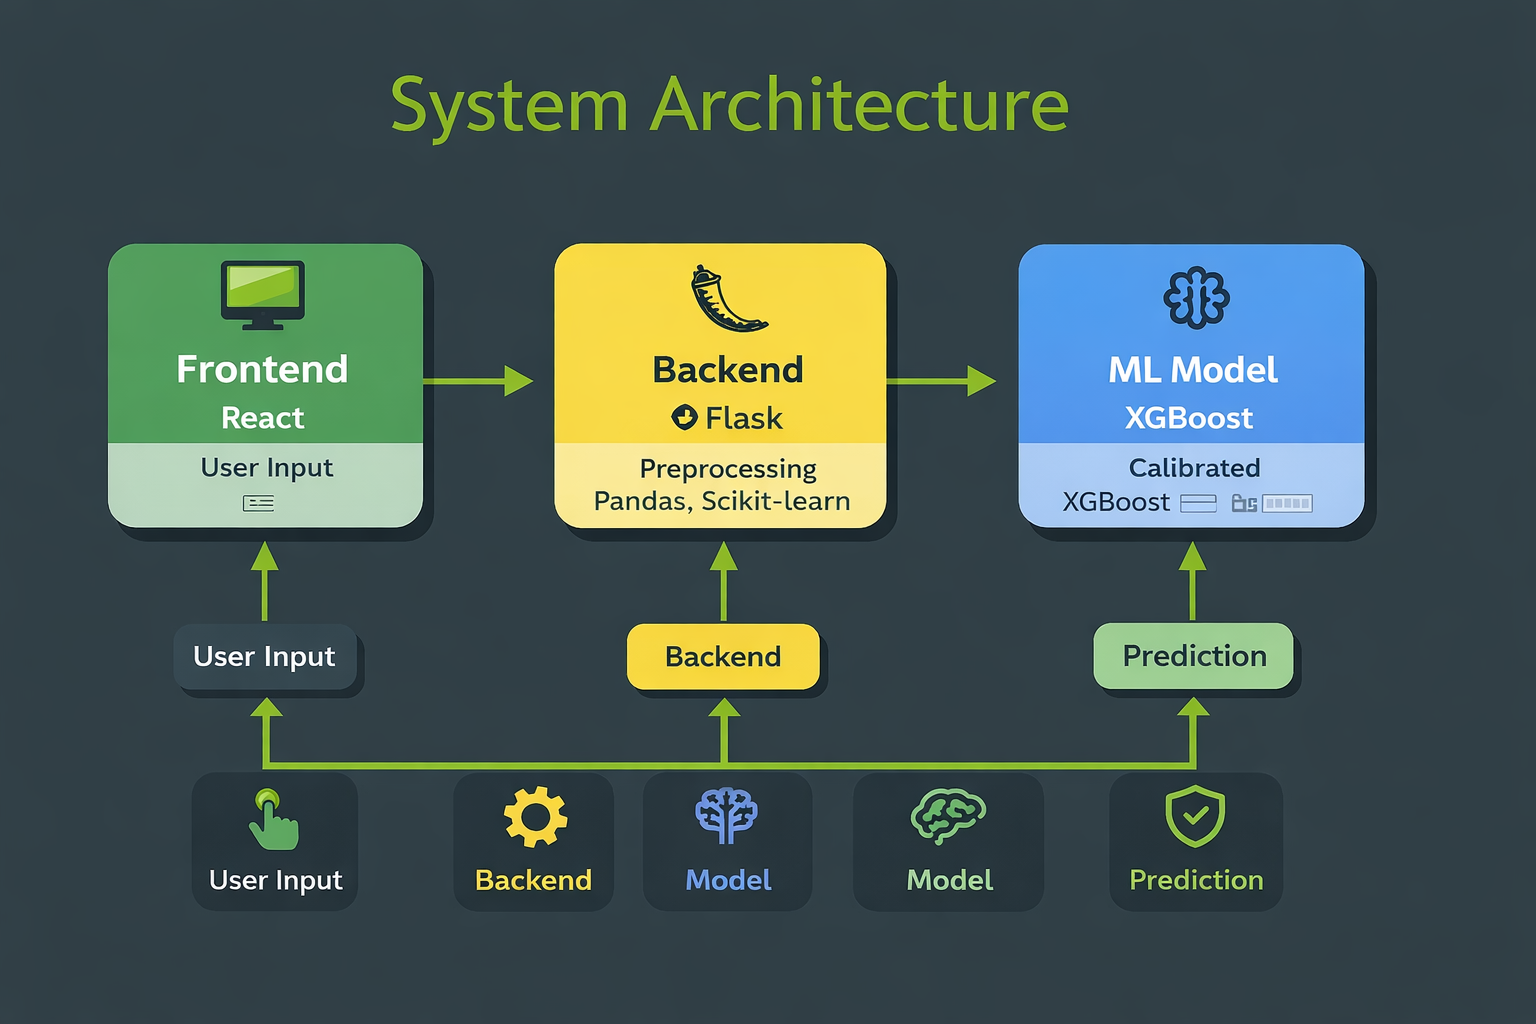 System Architecture
Frontend
React
User Input
Backend
Flask
Preprocessing
Pandas, Scikit-learn
ML Model
XGBoost
Calibrated
XGBoost
User Input
Backend
Prediction
User Input
Backend
Model
Model
Prediction